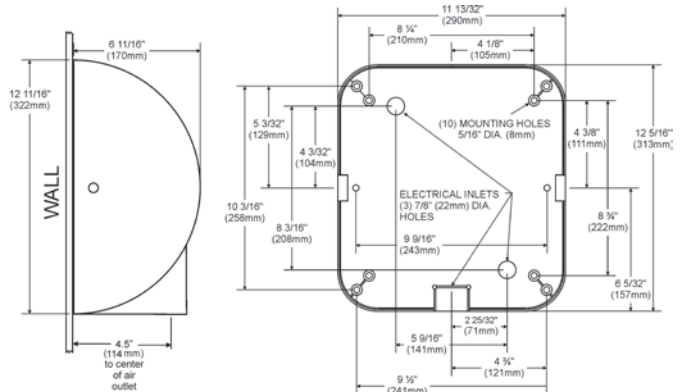 6 11/16"
(170mm)
12 11/16"
(322mm)
WALL
4.5"
(114 mm)
to center
of air
outlet
11 13/32"
(290mm)
8 ¼"
(210mm)
4 1/8"
(105mm)
5 3/32"
(129mm)
4 3/32"
(104mm)
(10) MOUNTING HOLES
5/16" DIA. (8mm)
4 3/8"
(111mm)
12 5/16"
(313mm)
10 3/16"
(258mm)
8 3/16"
(208mm)
ELECTRICAL INLETS
(3) 7/8" (22mm) DIA.
HOLES
8 ¾"
(222mm)
9 9/16"
(243mm)
6 5/32"
(157mm)
2 25/32"
(71mm)
5 9/16"
(141mm)
4 ¾"
(121mm)
9 ½"
(241mm)